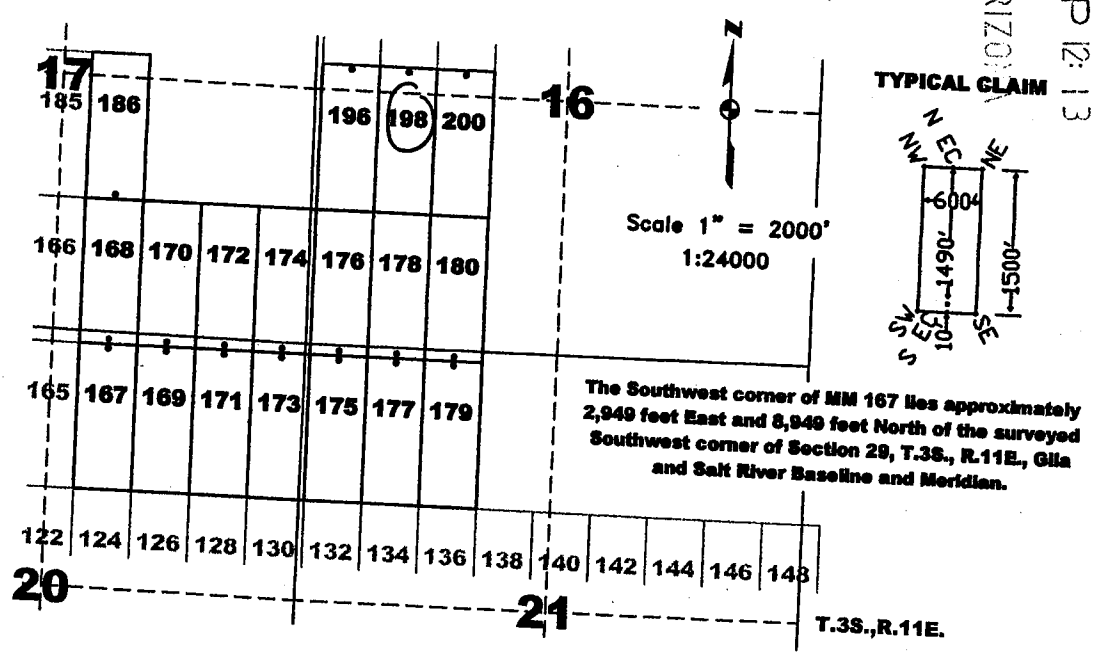 P 12: 13
RIZO
17
185 186
196 198 200
16
N
TYPICAL CLAIM
NW N EC NE
600'
1490'
1500'
SW S EC SE
10'
Scale 1" = 2000'
1:24000
166 168 170 172 174 176 178 180
165 167 169 171 173 175 177 179
The Southwest corner of MM 167 lies approximately
2,949 feet East and 8,949 feet North of the surveyed
Southwest corner of Section 29, T.3S., R.11E., Gila
and Salt River Baseline and Meridian.
122 124 126 128 130 132 134 136 138 140 142 144 146 148
20
21
T.3S.,R.11E.